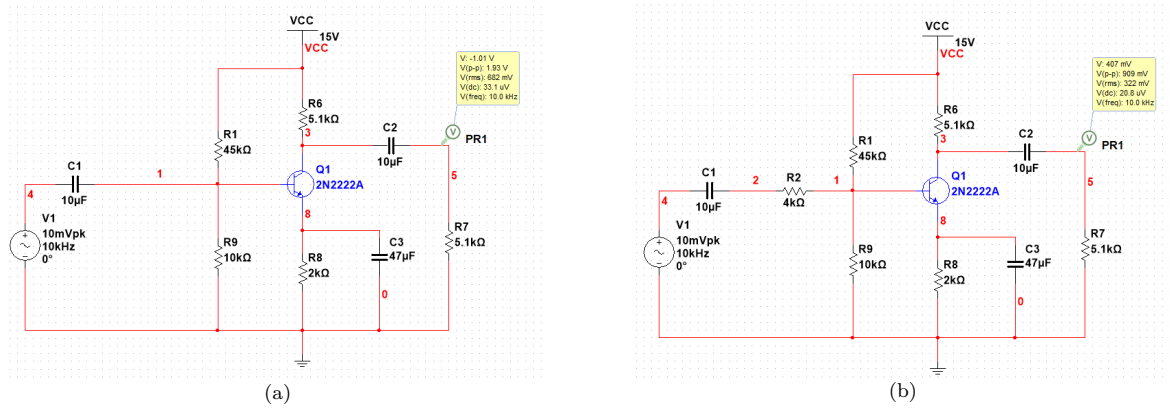 VCC
15V
VCC
V: -1.01 V
V(p-p): 1.93 V
V(rms): 682 mV
V(dc): 33.1 uV
V(freq): 10.0 kHz
R6
5.1kΩ
3
C2
10µF
V
PR1
R1
45kΩ
Q1
2N2222A
C1
10µF
1
4
5
8
V1
10mVpk
10kHz
0°
R9
10kΩ
R8
2kΩ
C3
47µF
0
R7
5.1kΩ
(a)
VCC
15V
VCC
V: 407 mV
V(p-p): 909 mV
V(rms): 322 mV
V(dc): 20.8 uV
V(freq): 10.0 kHz
R6
5.1kΩ
3
C2
10µF
V
PR1
R1
45kΩ
Q1
2N2222A
C1
10µF
2
R2
4kΩ
1
4
5
8
V1
10mVpk
10kHz
0°
R9
10kΩ
R8
2kΩ
C3
47µF
0
R7
5.1kΩ
(b)